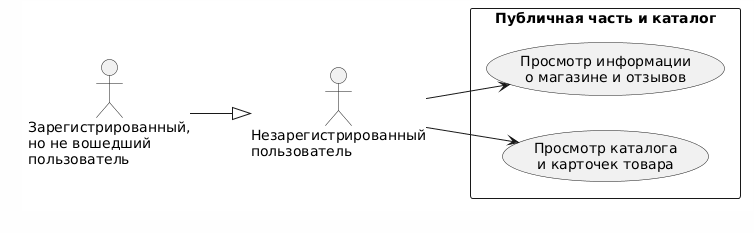 Публичная часть и каталог
Просмотр информации
о магазине и отзывов
Зарегистрированный,
но не вошедший
пользователь
Незарегистрированный
пользователь
Просмотр каталога
и карточек товара